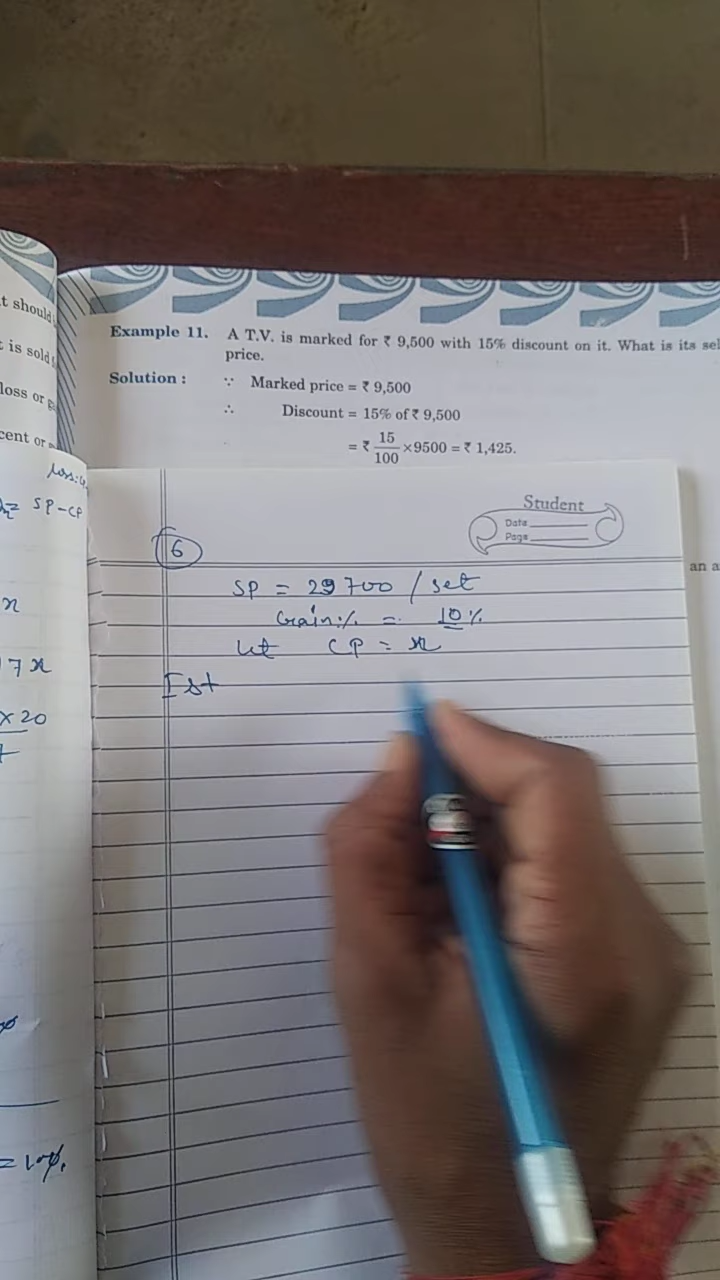 t should
t is sold
loss or
cent or
SP-CP
x
7x
x 20
= 10%.
Example 11. A T.V. is marked for ₹ 9,500 with 15% discount on it. What is its sel
price.
Solution : ∵ Marked price = ₹ 9,500
∴ Discount = 15% of ₹ 9,500
= ₹ 15/100 ×9500 = ₹ 1,425.
an a
Student
Date
Page
6
SP = 29700 / set
Gain% = 10%
Let CP = x
Ist